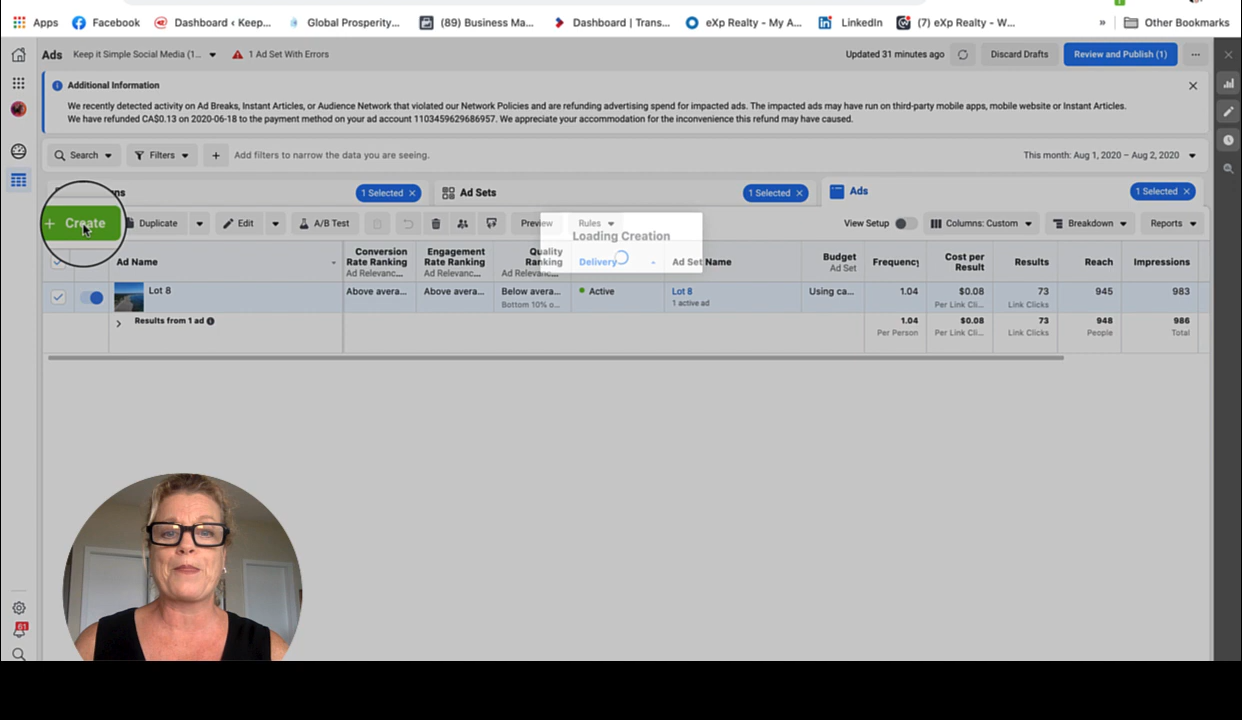 Apps Facebook Dashboard ‹ Keep... Global Prosperity... (89) Business Ma... Dashboard | Trans... eXp Realty - My A... LinkedIn (7) eXp Realty - W... » Other Bookmarks
Ads Keep it Simple Social Media (1... 1 Ad Set With Errors Updated 31 minutes ago Discard Drafts Review and Publish (1) ...
Additional Information
We recently detected activity on Ad Breaks, Instant Articles, or Audience Network that violated our Network Policies and are refunding advertising spend for impacted ads. The impacted ads may have run on third-party mobile apps, mobile website or Instant Articles.
We have refunded CA$0.13 on 2020-06-18 to the payment method on your ad account 1103459629686957. We appreciate your accommodation for the inconvenience this refund may have caused.
Search Filters + Add filters to narrow the data you are seeing. This month: Aug 1, 2020 – Aug 2, 2020
ns 1 Selected × Ad Sets 1 Selected × Ads 1 Selected ×
+ Create Duplicate Edit A/B Test Preview Rules View Setup Columns: Custom Breakdown Reports
Loading Creation
Ad Name Conversion Rate Ranking Engagement Rate Ranking Quality Ranking Delivery Ad Set Name Budget Frequency Cost per Result Results Reach Impressions
Ad Relevanc... Ad Relevanc... Ad Relevanc... Ad Set
Lot 8 Above avera... Above avera... Below avera... Active Lot 8 Using ca... 1.04 $0.08 73 945 983
Bottom 10% o... 1 active ad Per Link Cli... Link Clicks
Results from 1 ad 1.04 $0.08 73 948 986
Per Person Per Link Cli... Link Clicks People Total
61